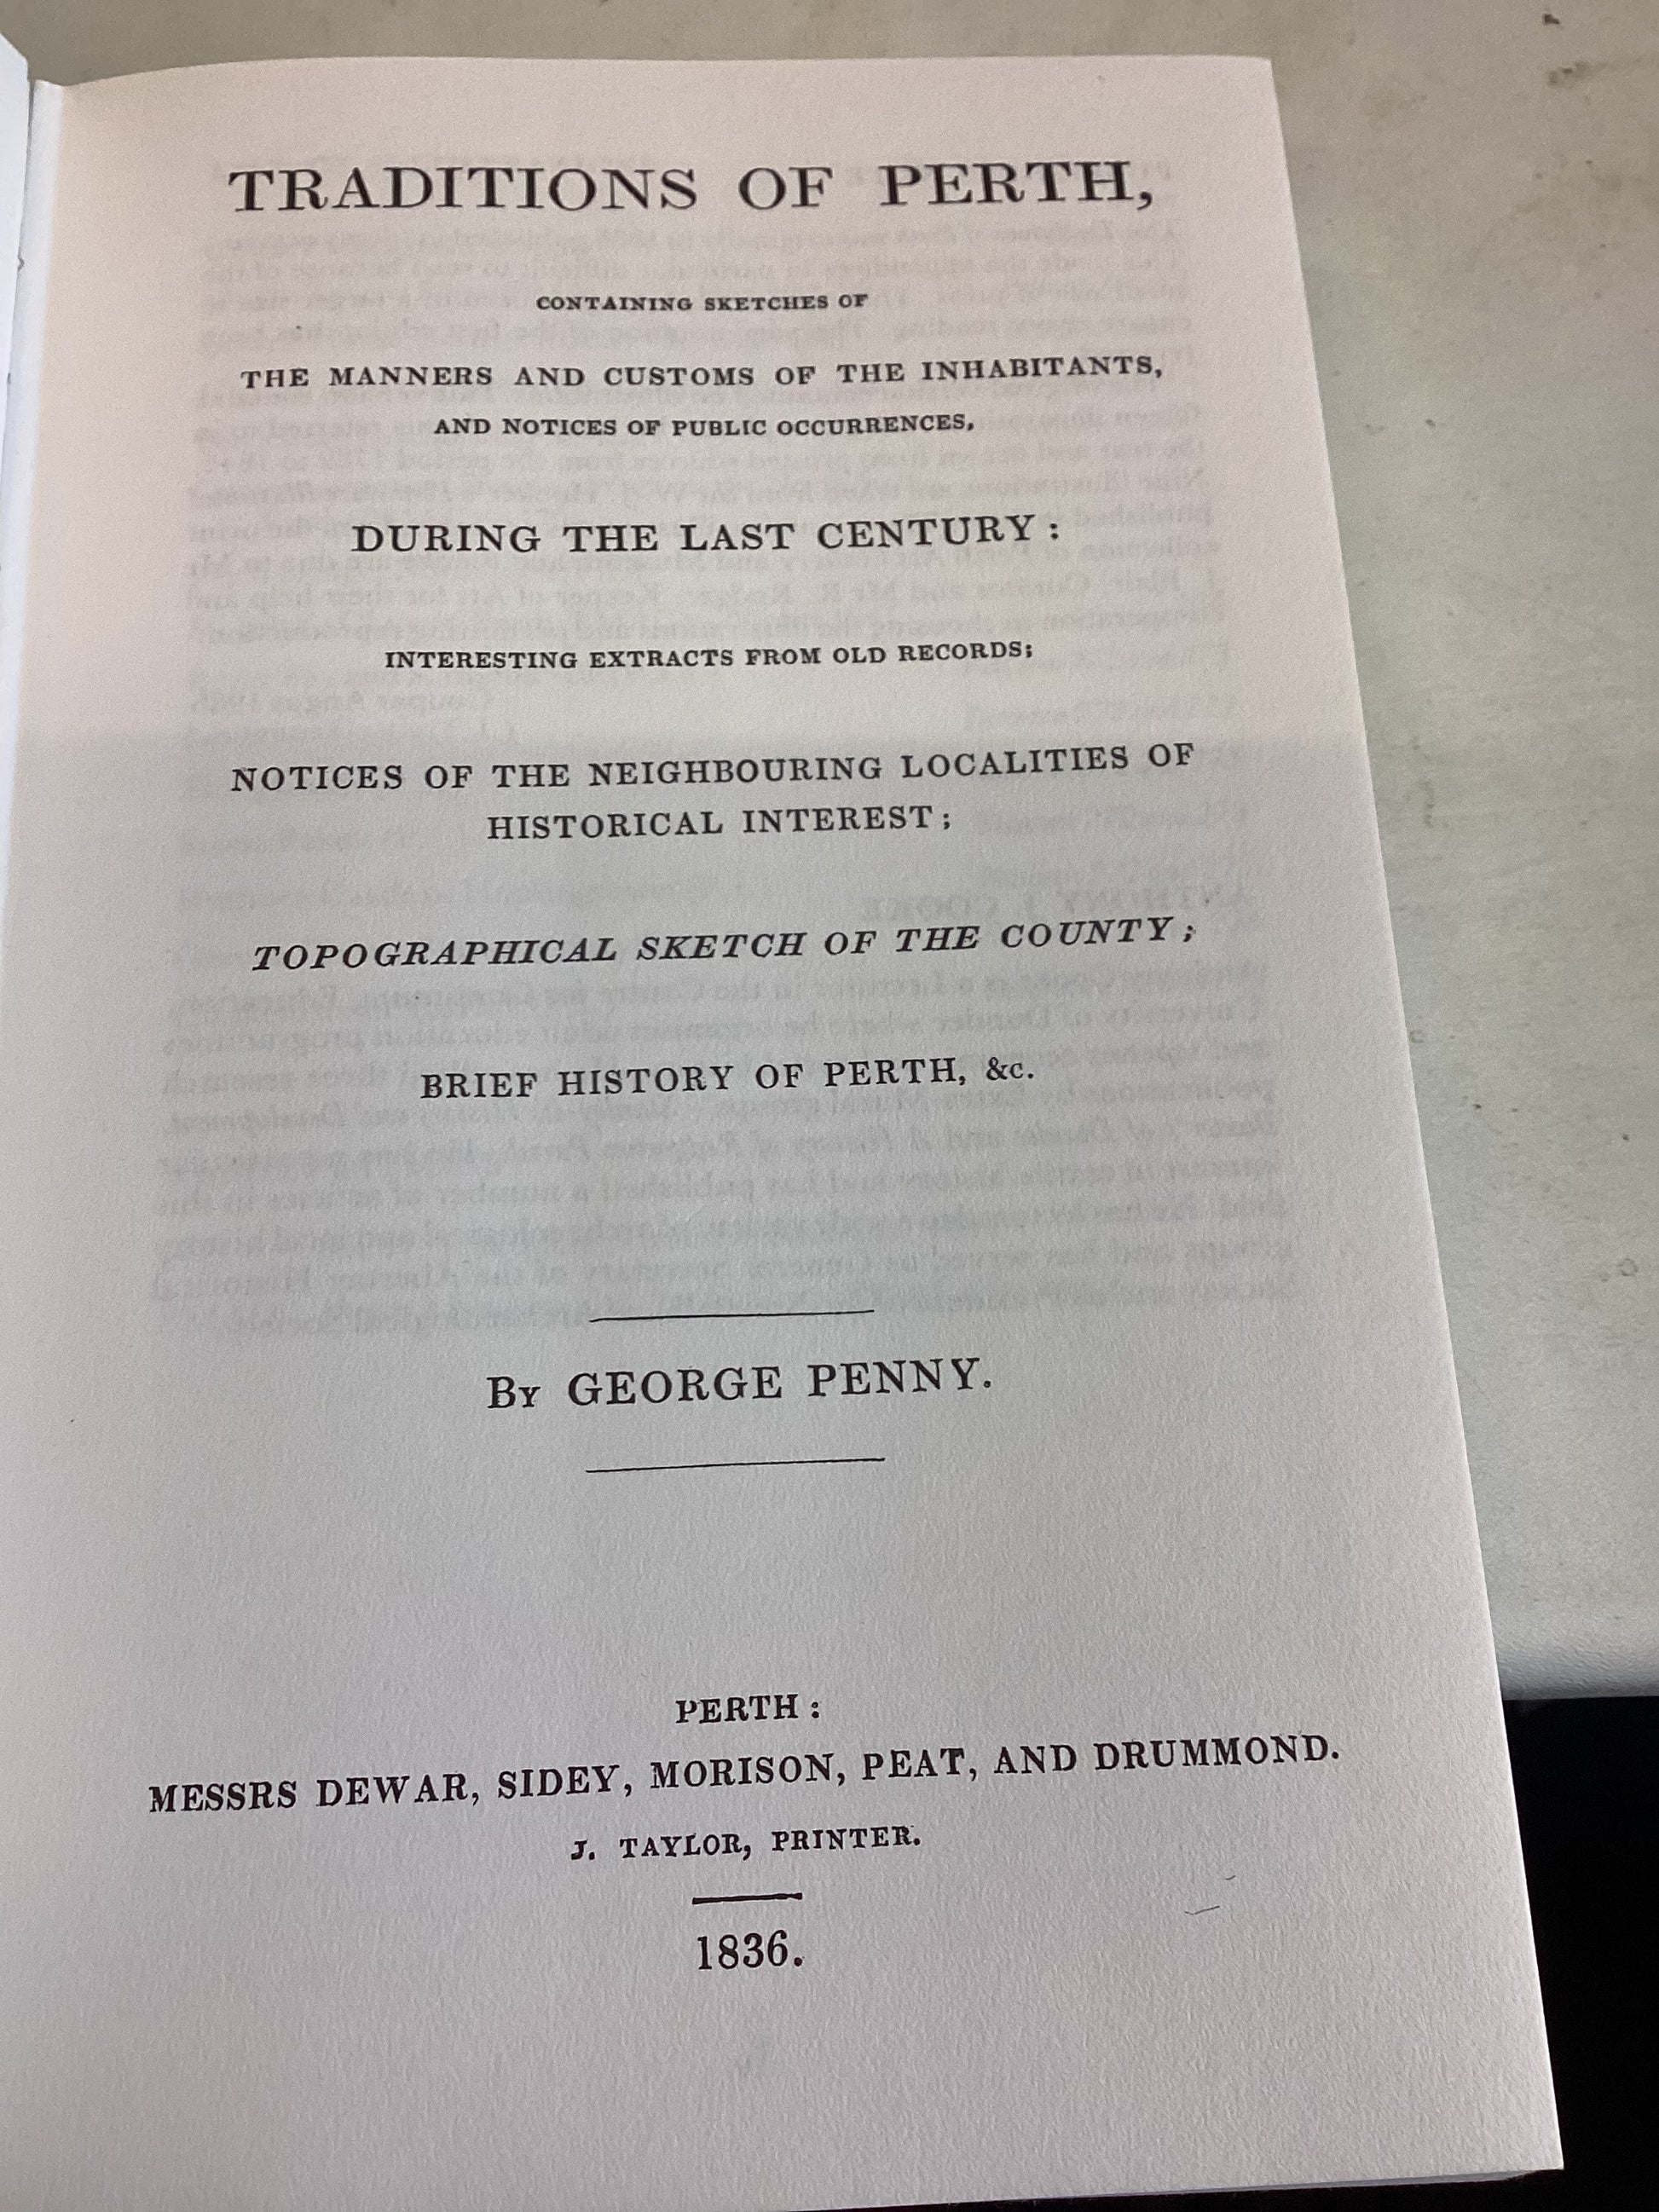 TRADITIONS OF PERTH,
CONTAINING SKETCHES OF
THE MANNERS AND CUSTOMS OF THE INHABITANTS,
AND NOTICES OF PUBLIC OCCURRENCES,
DURING THE LAST CENTURY:
INTERESTING EXTRACTS FROM OLD RECORDS;
NOTICES OF THE NEIGHBOURING LOCALITIES OF
HISTORICAL INTEREST;
TOPOGRAPHICAL SKETCH OF THE COUNTY;
BRIEF HISTORY OF PERTH, &c.
By GEORGE PENNY.
PERTH:
MESSRS DEWAR, SIDEY, MORISON, PEAT, AND DRUMMOND.
J. TAYLOR, PRINTER.
1836.